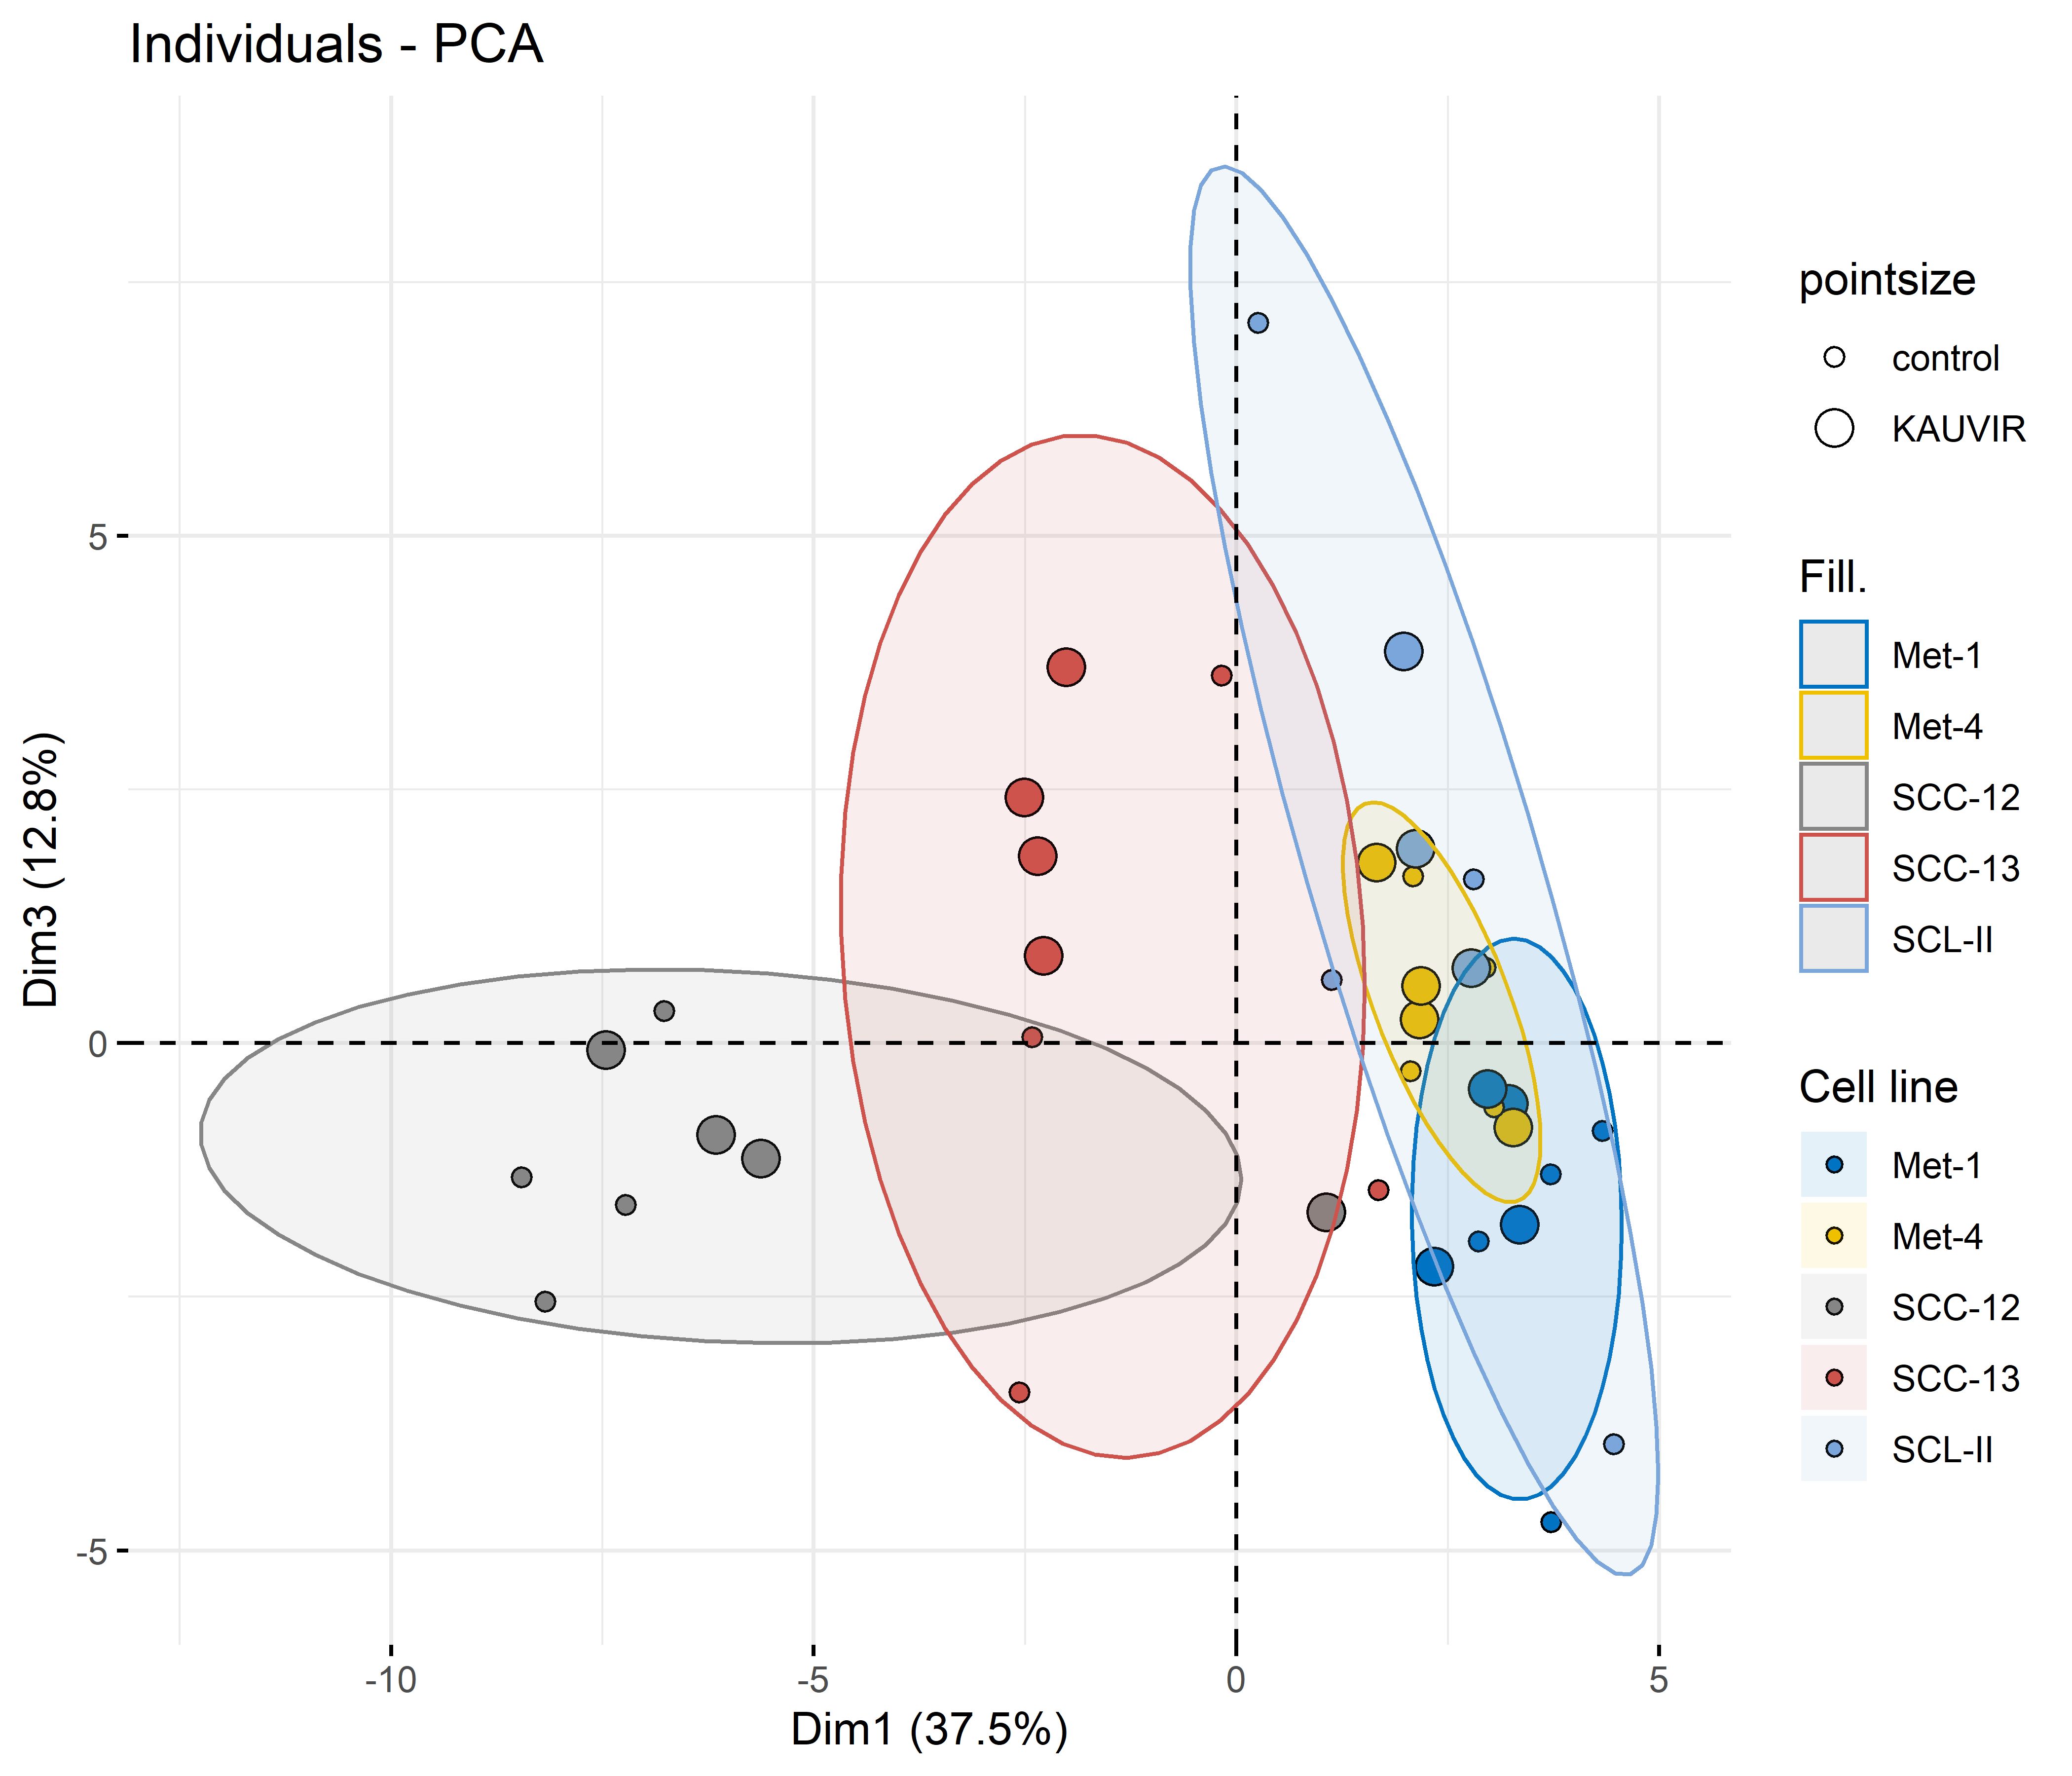 Individuals - PCA
pointsize
control
KAUVIR
Fill.
Met-1
Met-4
SCC-12
SCC-13
SCL-II
Cell line
Met-1
Met-4
SCC-12
SCC-13
SCL-II
Dim3 (12.8%)
5
0
-5
-10
-5
0
5
Dim1 (37.5%)